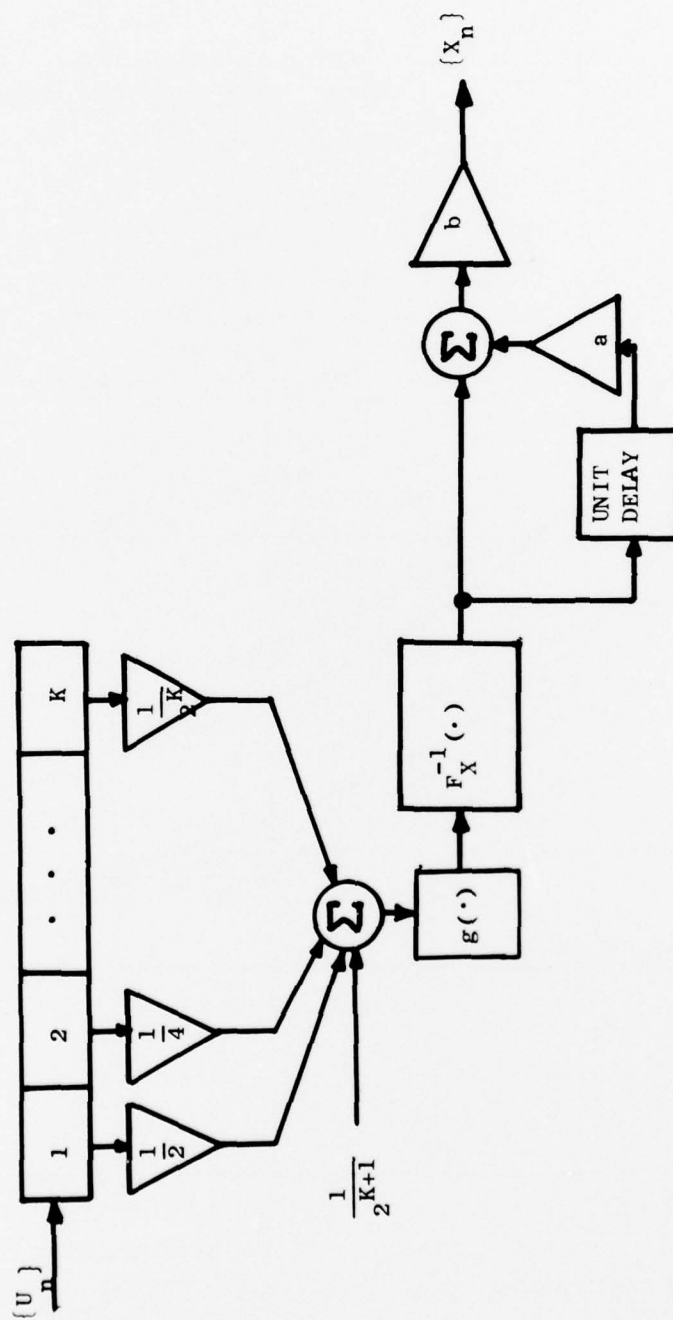 {U_n}
1
2
. . .
K
1/2
1/4
1/2^K
1/2^{K+1}
Σ
g(·)
F_X^{-1}(·)
UNIT
DELAY
a
Σ
b
{X_n}